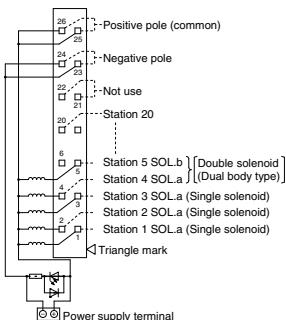 26 Positive pole (common)
25
24 Negative pole
23
22 Not use
21
20 Station 20
6 Station 5 SOL.b Double solenoid
5 Station 4 SOL.a (Dual body type)
4 Station 3 SOL.a (Single solenoid)
3 Station 2 SOL.a (Single solenoid)
2 Station 1 SOL.a (Single solenoid)
1
Triangle mark
Power supply terminal